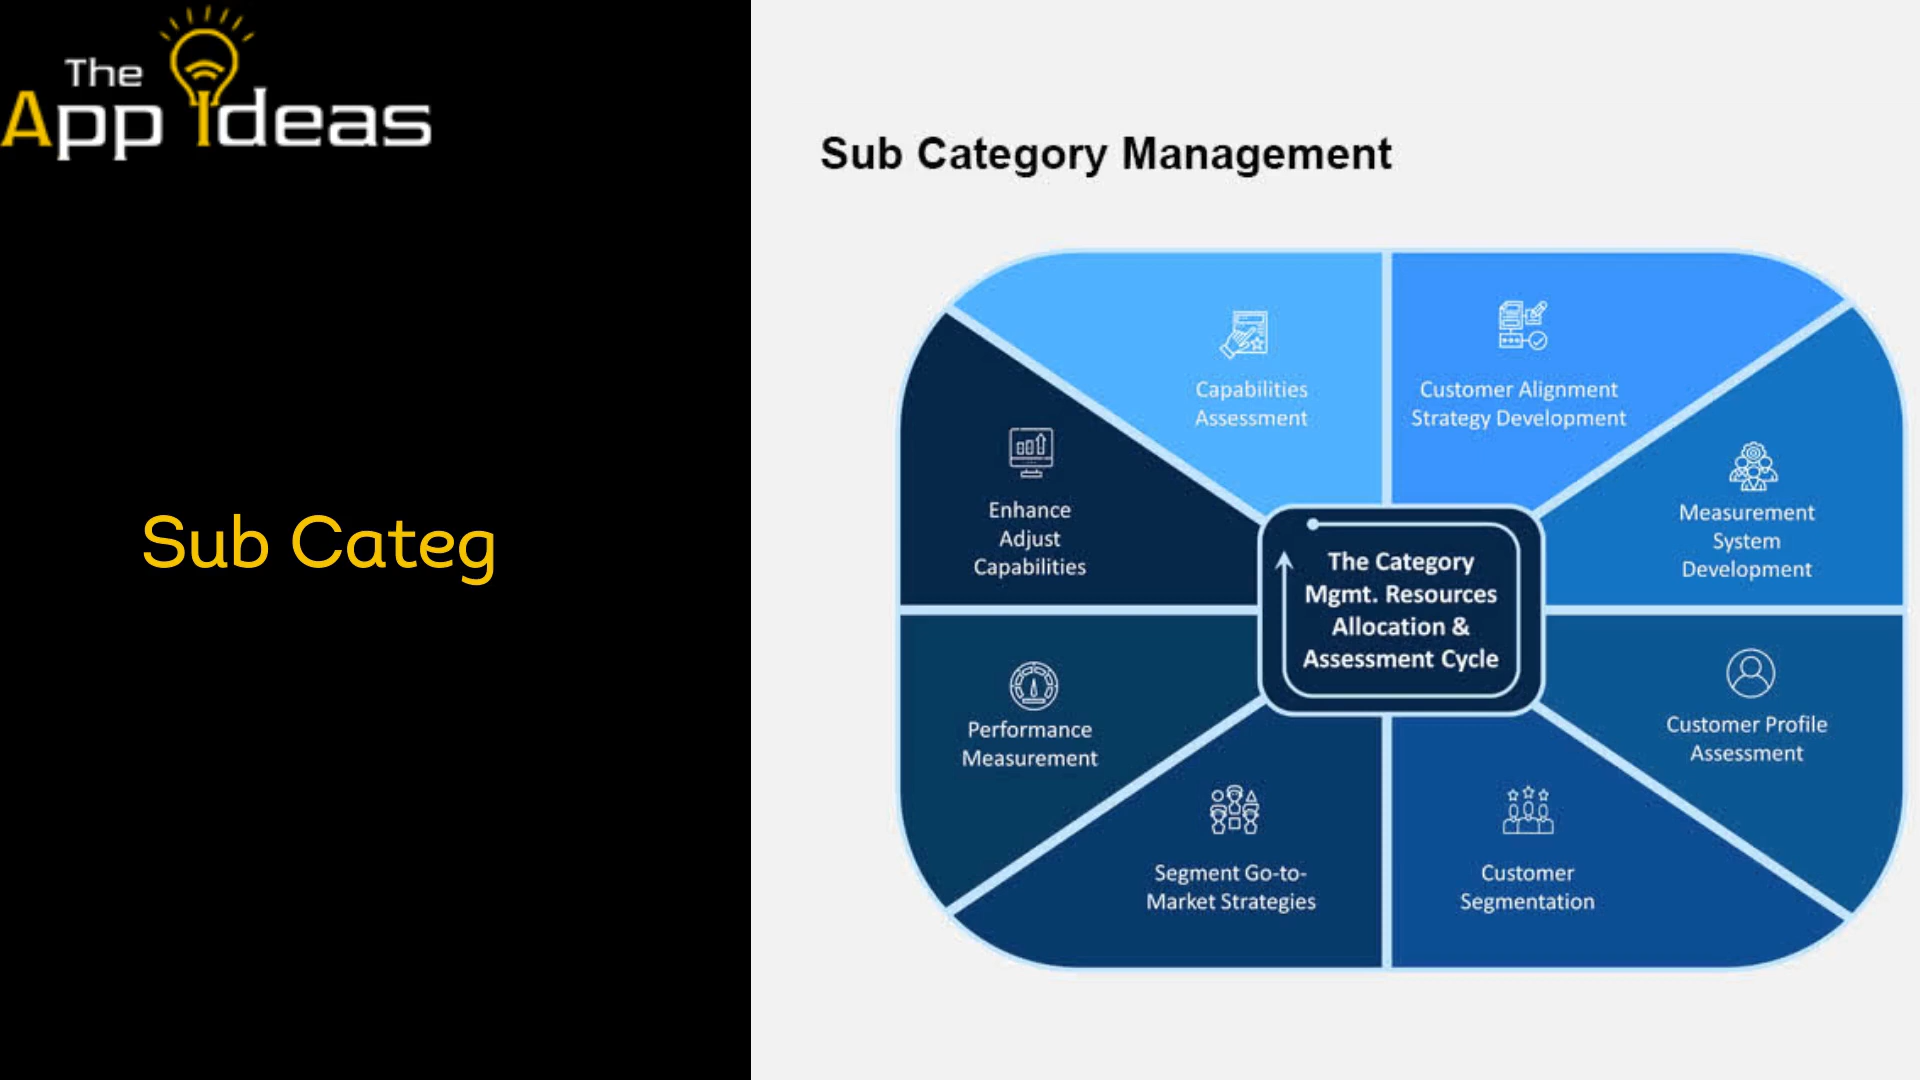 The
App Ideas
Sub Categ
Sub Category Management
Capabilities
Assessment
Customer Alignment
Strategy Development
Enhance
Adjust
Capabilities
Measurement
System
Development
The Category
Mgmt. Resources
Allocation &
Assessment Cycle
Performance
Measurement
Customer Profile
Assessment
Segment Go-to-
Market Strategies
Customer
Segmentation